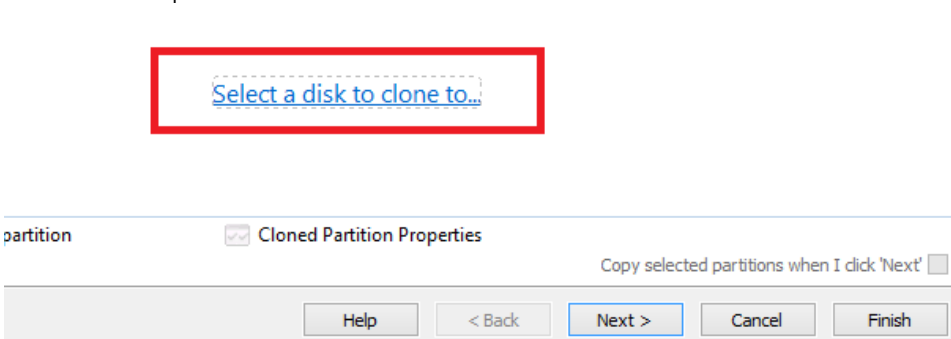 Select a disk to clone to...
partition Cloned Partition Properties
Copy selected partitions when I click 'Next'
Help < Back Next > Cancel Finish